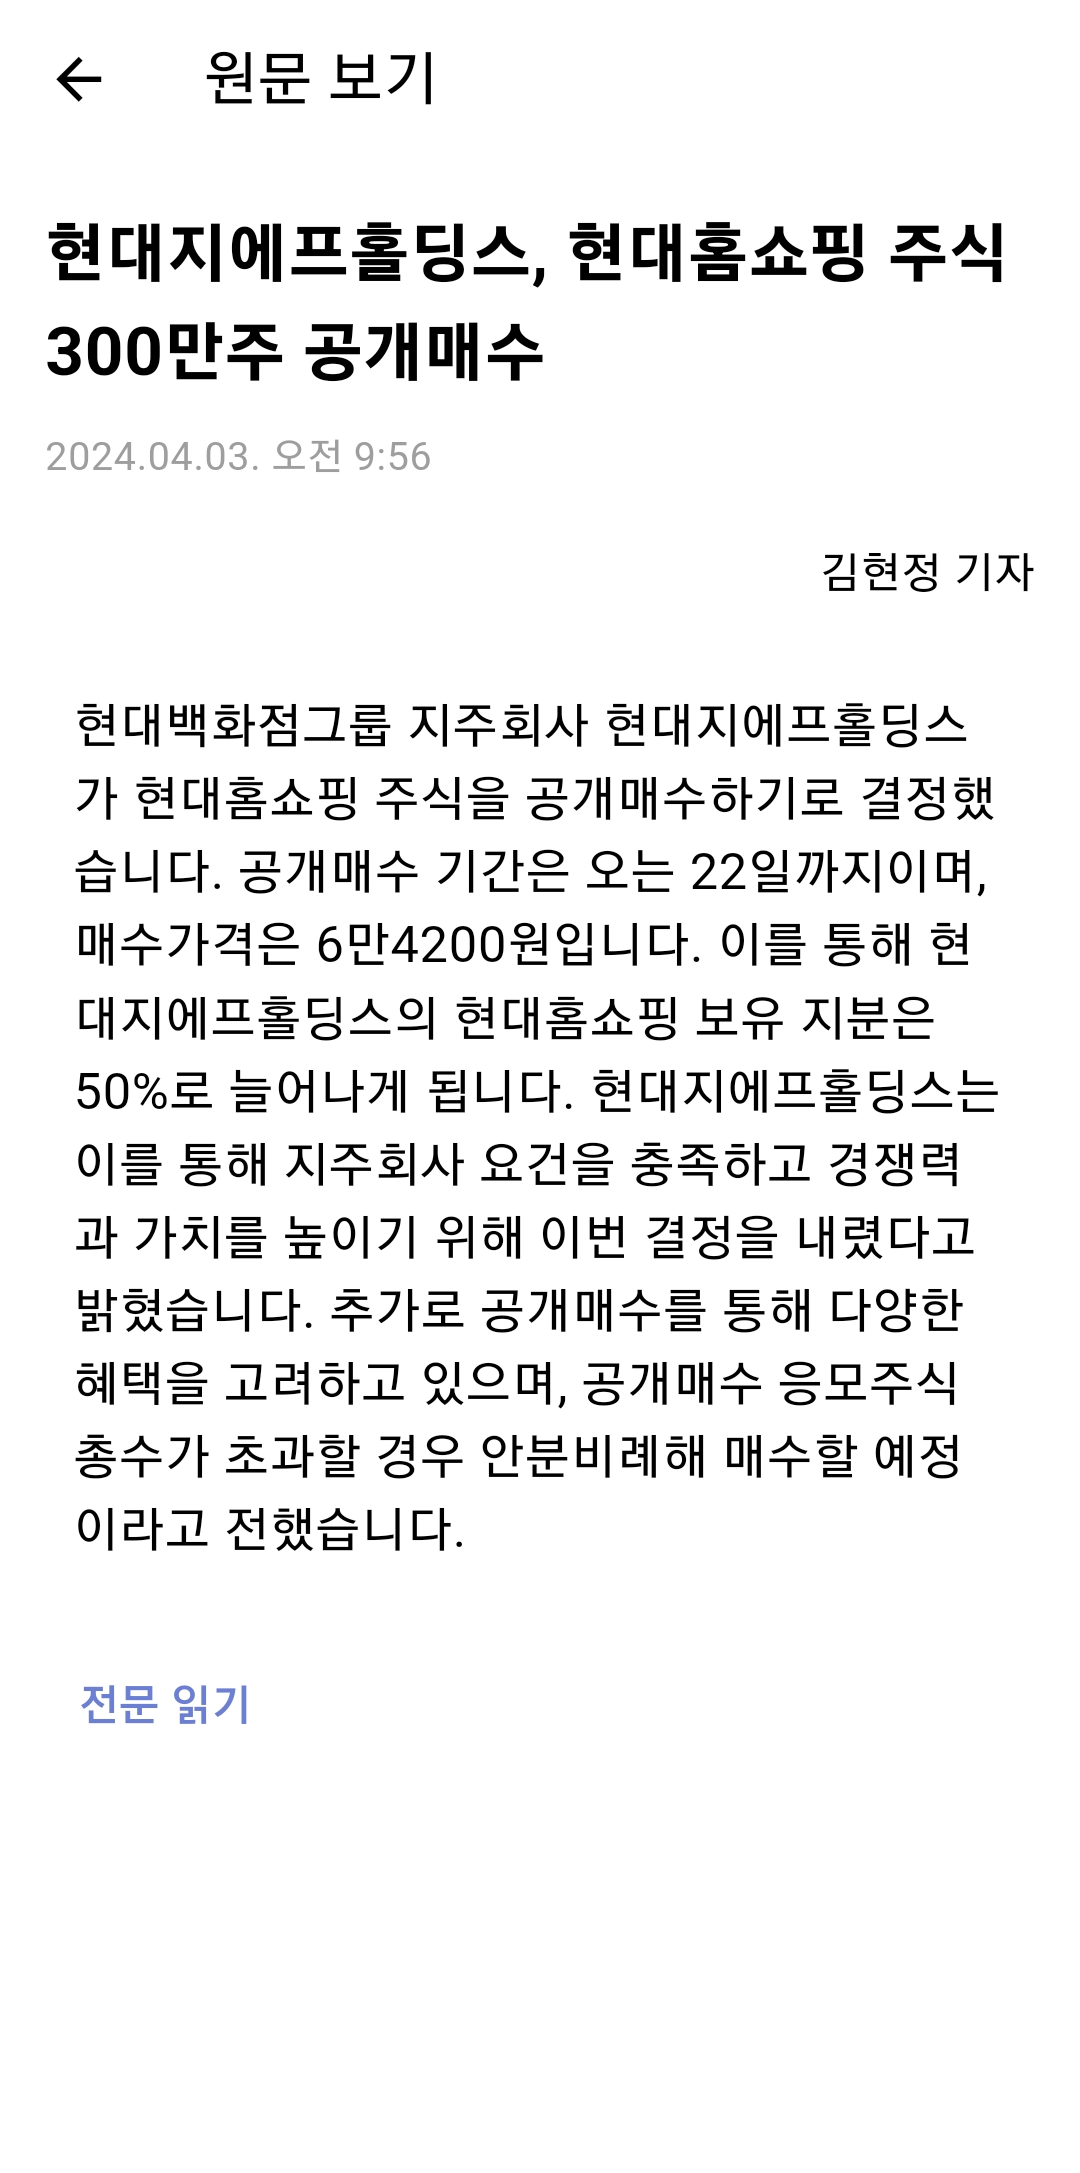 원문 보기
현대지에프홀딩스, 현대홈쇼핑 주식
300만주 공개매수
2024.04.03. 오전 9:56
김현정 기자
현대백화점그룹 지주회사 현대지에프홀딩스
가 현대홈쇼핑 주식을 공개매수하기로 결정했
습니다. 공개매수 기간은 오는 22일까지이며,
매수가격은 6만4200원입니다. 이를 통해 현
대지에프홀딩스의 현대홈쇼핑 보유 지분은
50%로 늘어나게 됩니다. 현대지에프홀딩스는
이를 통해 지주회사 요건을 충족하고 경쟁력
과 가치를 높이기 위해 이번 결정을 내렸다고
밝혔습니다. 추가로 공개매수를 통해 다양한
혜택을 고려하고 있으며, 공개매수 응모주식
총수가 초과할 경우 안분비례해 매수할 예정
이라고 전했습니다.
전문 읽기